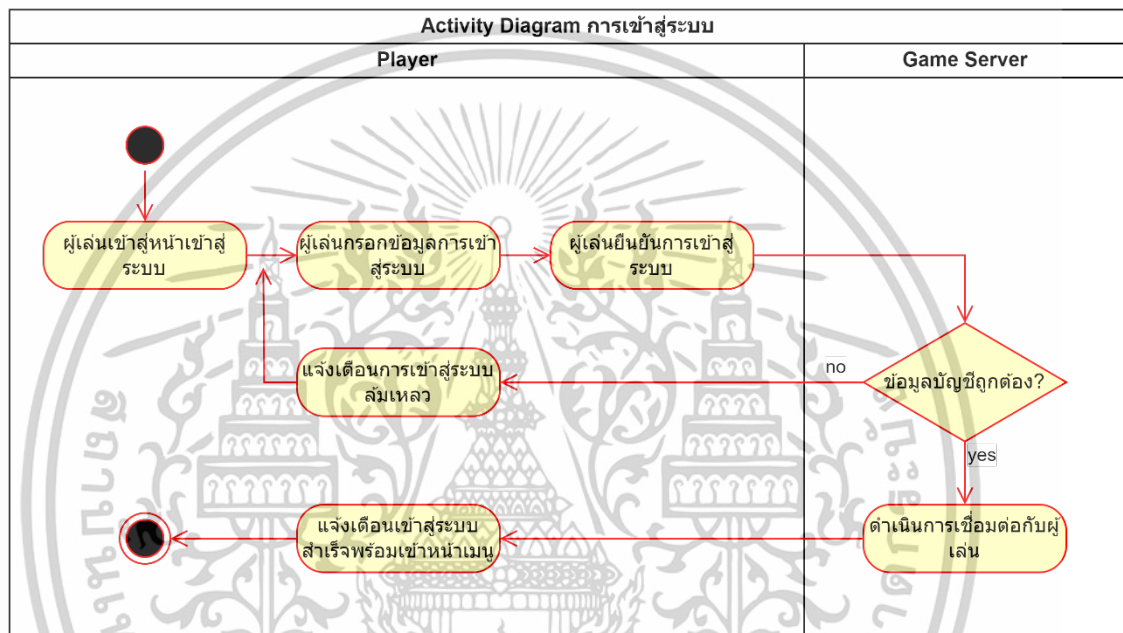 Activity Diagram การเข้าสู่ระบบ
Player
Game Server
ผู้เล่นเข้าสู่หน้าเข้าสู่
ระบบ
ผู้เล่นกรอกข้อมูลการเข้า
สู่ระบบ
ผู้เล่นยืนยันการเข้าสู่
ระบบ
แจ้งเตือนการเข้าสู่ระบบ
ล้มเหลว
no
ข้อมูลบัญชีถูกต้อง?
yes
แจ้งเตือนเข้าสู่ระบบ
สำเร็จพร้อมเข้าหน้าเมนู
ดำเนินการเชื่อมต่อกับผู้
เล่น